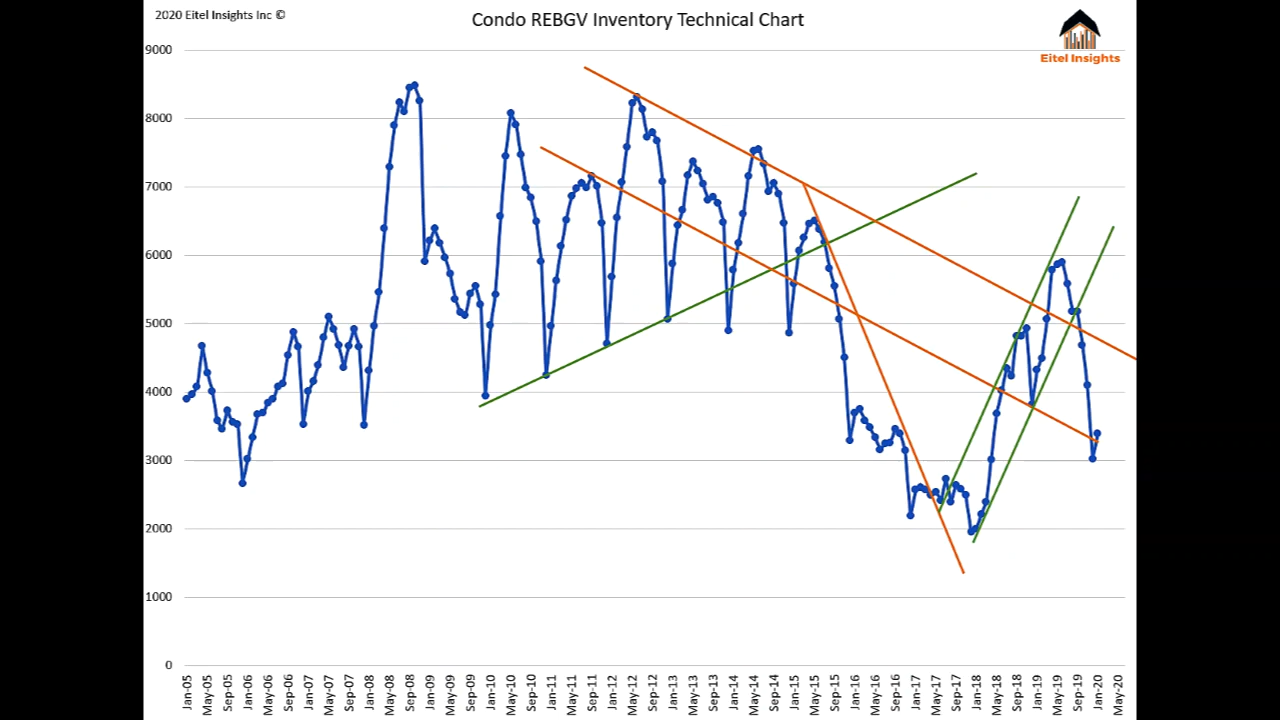 2020 Eitel Insights Inc ©
Condo REBGV Inventory Technical Chart
Eitel Insights
9000
8000
7000
6000
5000
4000
3000
2000
1000
0
Jan-05
May-05
Sep-05
Jan-06
May-06
Sep-06
Jan-07
May-07
Sep-07
Jan-08
May-08
Sep-08
Jan-09
May-09
Sep-09
Jan-10
May-10
Sep-10
Jan-11
May-11
Sep-11
Jan-12
May-12
Sep-12
Jan-13
May-13
Sep-13
Jan-14
May-14
Sep-14
Jan-15
May-15
Sep-15
Jan-16
May-16
Sep-16
Jan-17
May-17
Sep-17
Jan-18
May-18
Sep-18
Jan-19
May-19
Sep-19
Jan-20
May-20